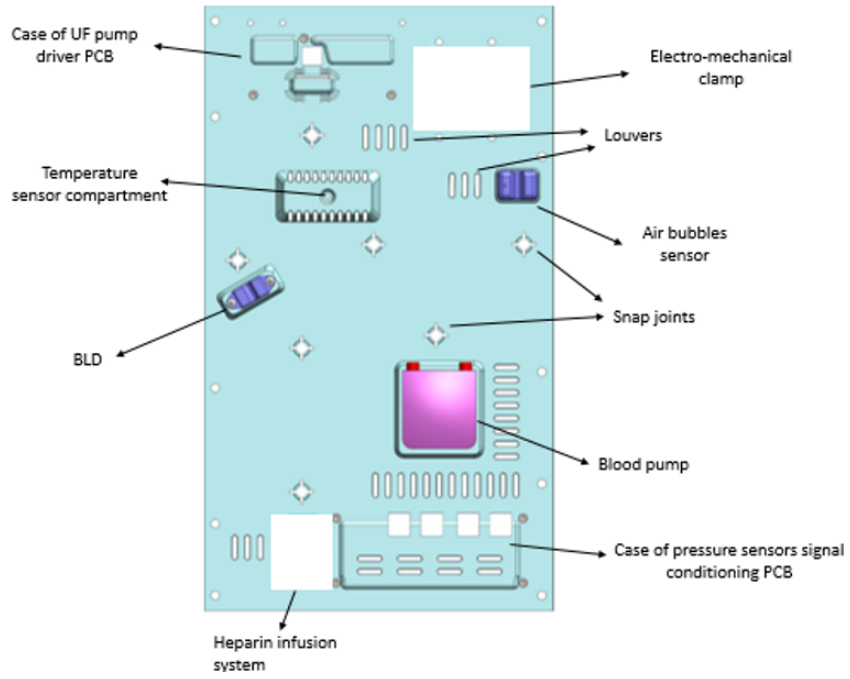 Case of UF pump
driver PCB
Electro-mechanical
clamp
Louvers
Temperature
sensor compartment
Air bubbles
sensor
Snap joints
BLD
Blood pump
Case of pressure sensors signal
conditioning PCB
Heparin infusion
system